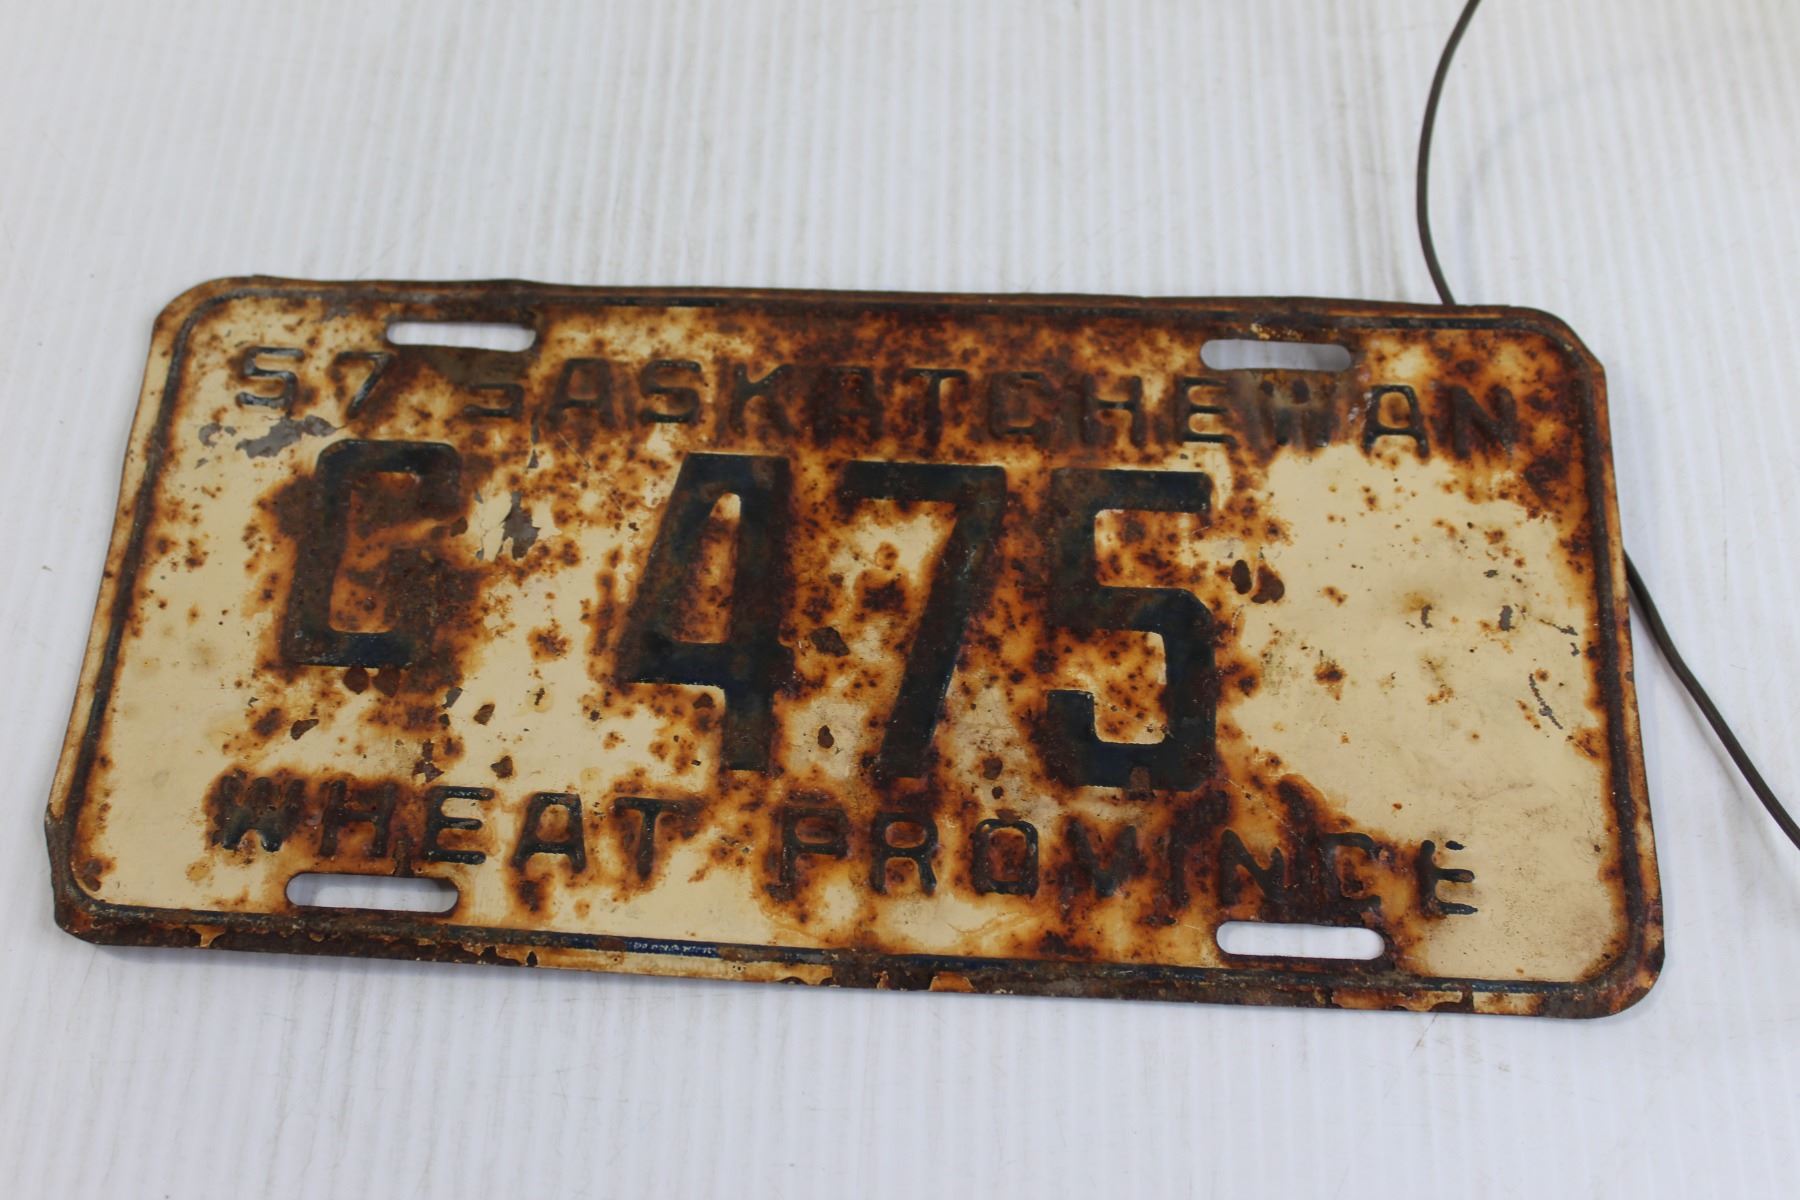 57 SASKATCHEWAN
G 475
WHEAT PROVINCE